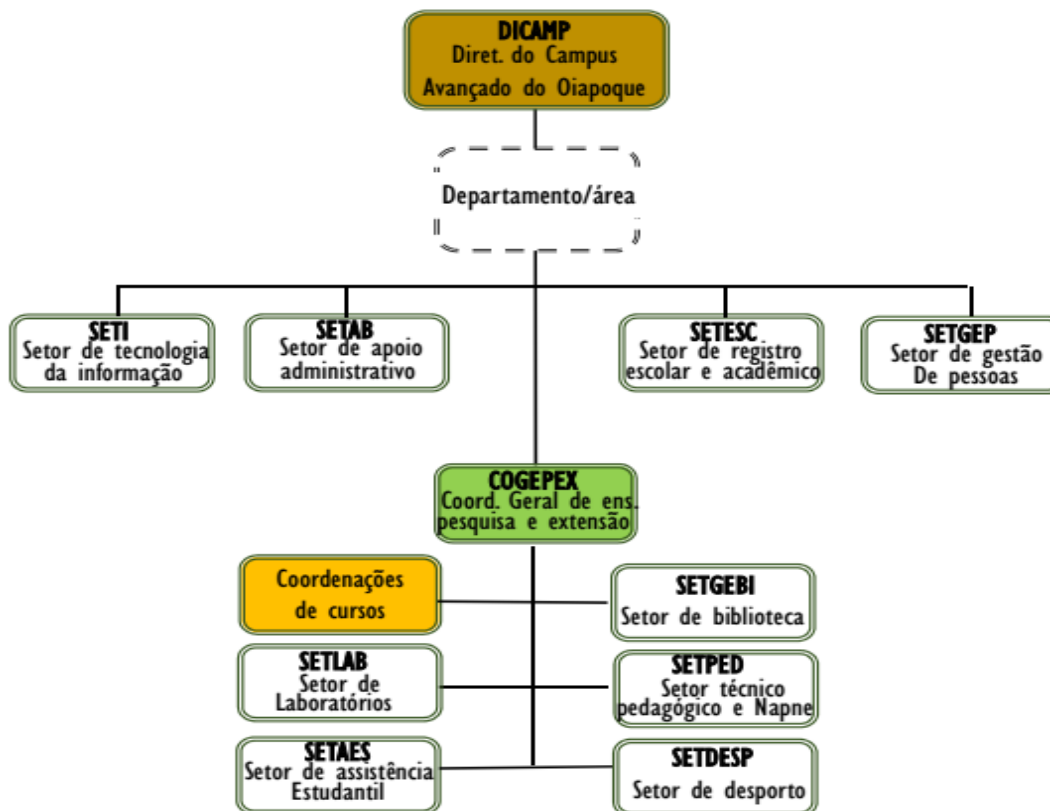 DICAMP
Diret. do Campus
Avançado do Oiapoque
Departamento/área
SETI
Setor de tecnologia
da informação
SETAB
Setor de apoio
administrativo
SETESC
Setor de registro
escolar e acadêmico
SETGEP
Setor de gestão
De pessoas
COGEPEX
Coord. Geral de ens.
pesquisa e extensão
Coordenações
de cursos
SETGEBI
Setor de biblioteca
SETLAB
Setor de
Laboratórios
SETPED
Setor técnico
pedagógico e Napne
SETAES
Setor de assistência
Estudantil
SETDESP
Setor de desporto